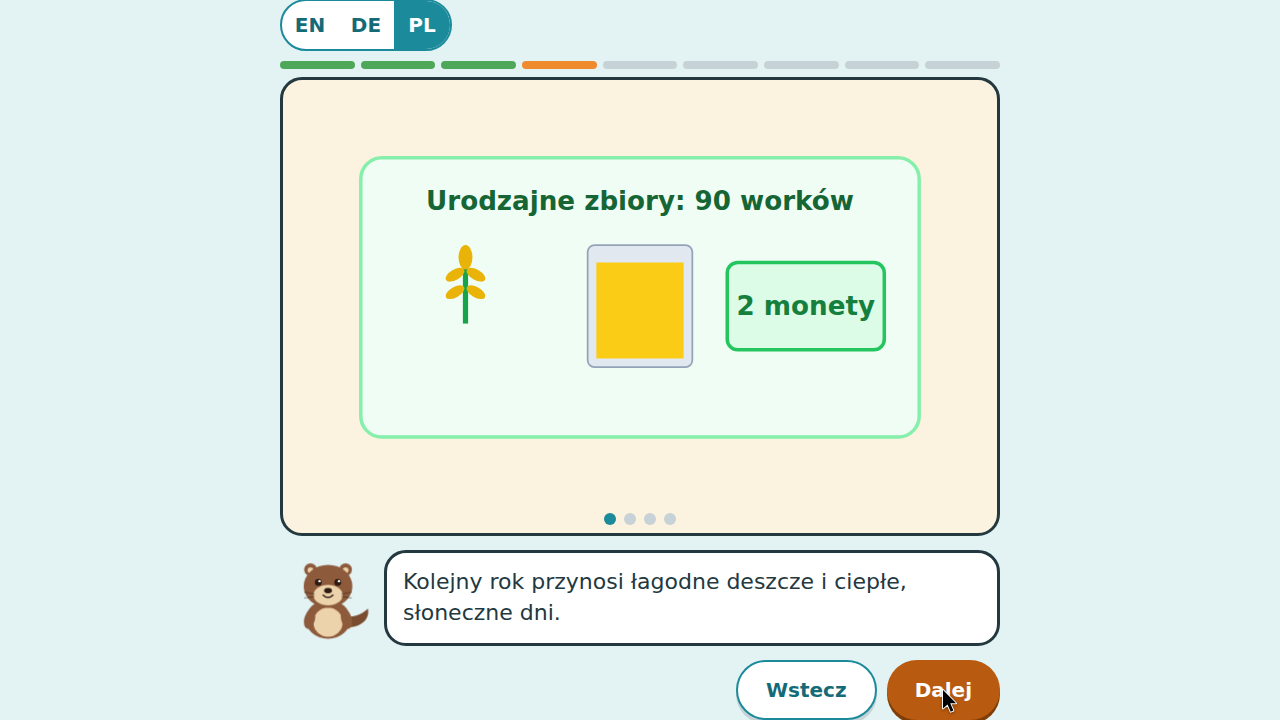 EN DE PL
Urodzajne zbiory: 90 worków
2 monety
Kolejny rok przynosi łagodne deszcze i ciepłe,
słoneczne dni.
Wstecz Dalej